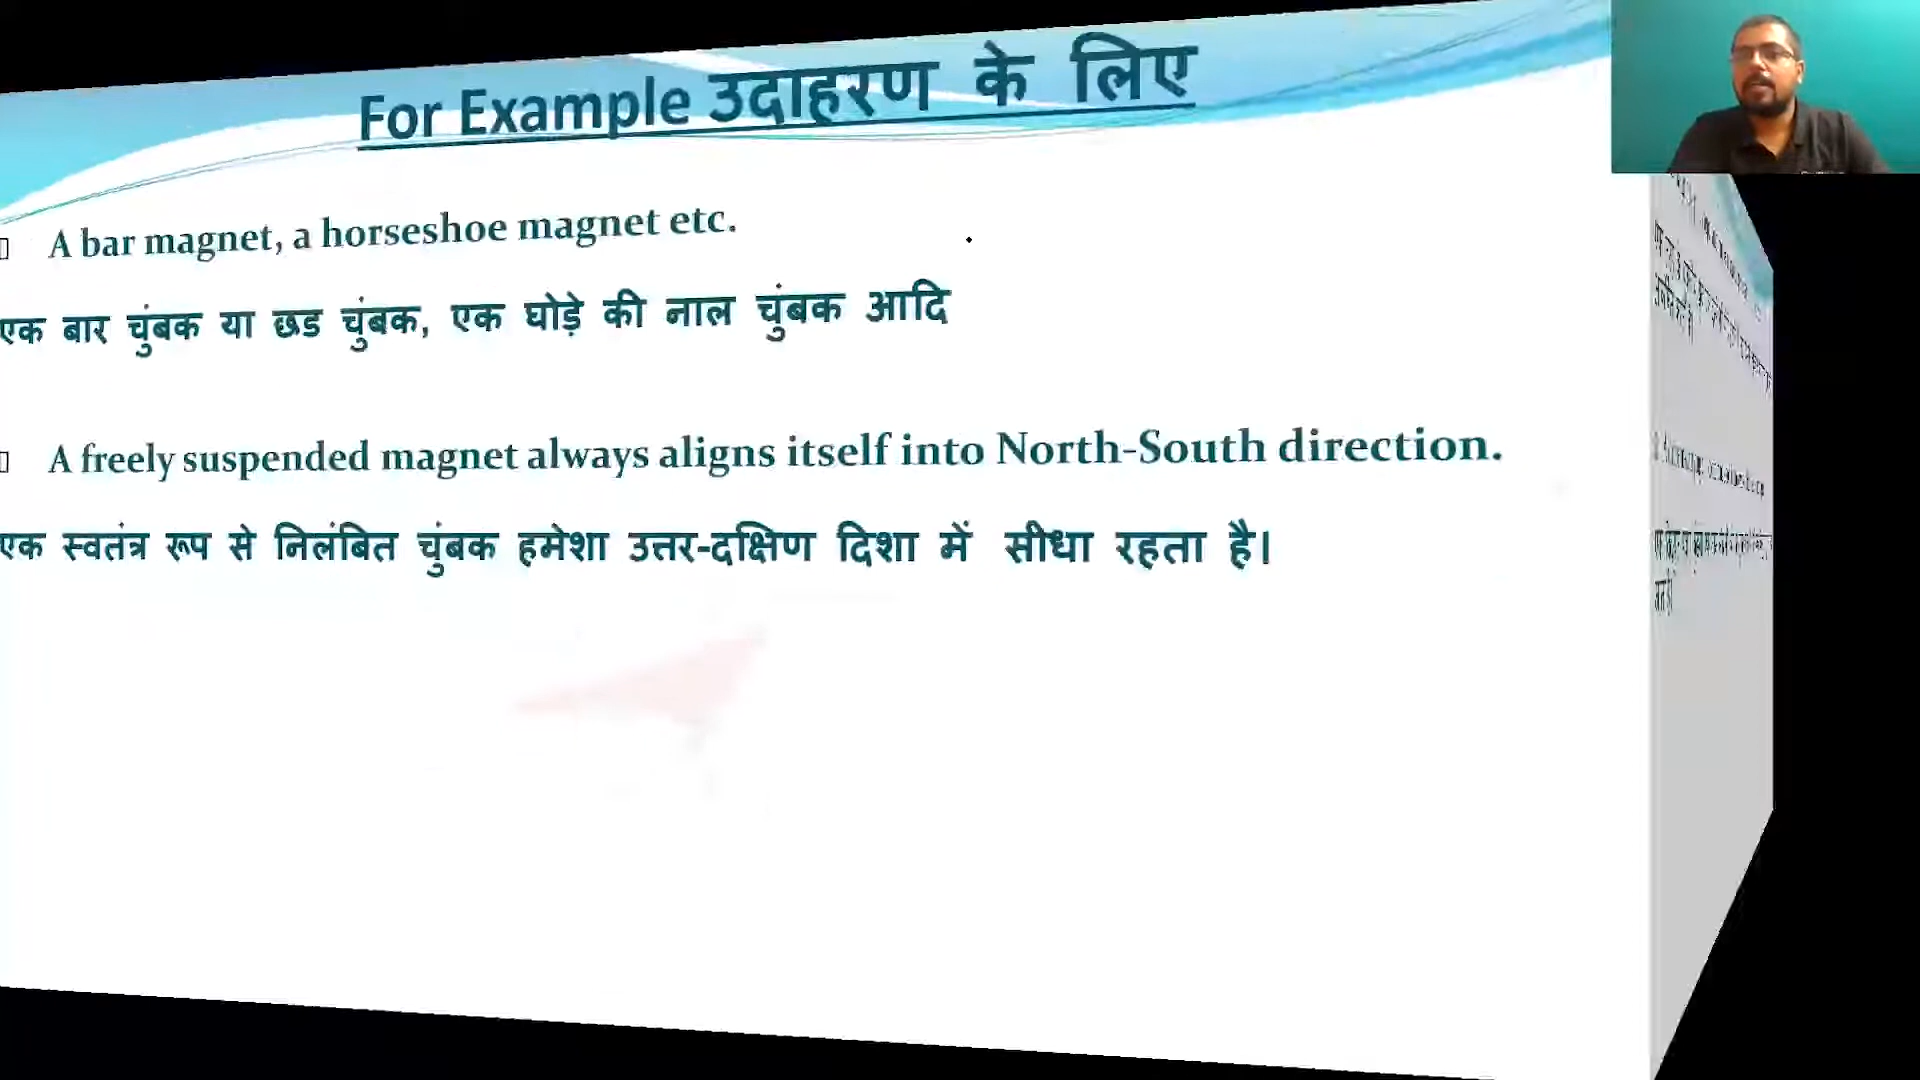 For Example उदाहरण के लिए
A bar magnet, a horseshoe magnet etc.
एक बार चुंबक या छड चुंबक, एक घोड़े की नाल चुंबक आदि
A freely suspended magnet always aligns itself into North-South direction.
एक स्वतंत्र रूप से निलंबित चुंबक हमेशा उत्तर-दक्षिण दिशा में सीधा रहता है।